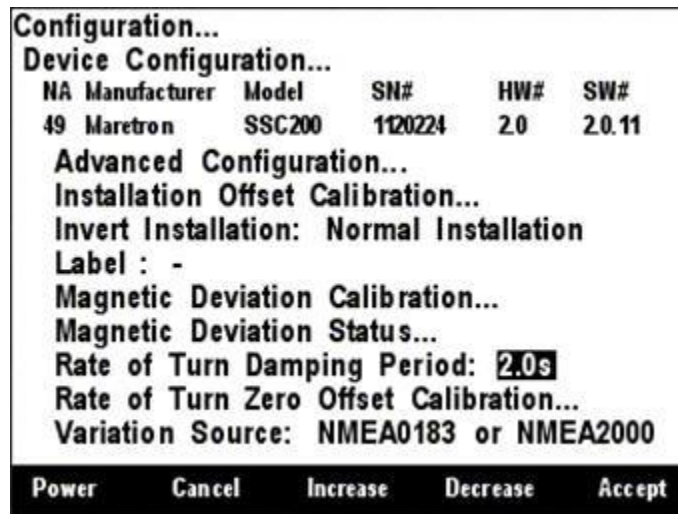 Configuration...
Device Configuration...
NA Manufacturer Model SN# HW# SW#
49 Maretron SSC200 1120224 2.0 2.0.11
Advanced Configuration...
Installation Offset Calibration...
Invert Installation: Normal Installation
Label : -
Magnetic Deviation Calibration...
Magnetic Deviation Status...
Rate of Turn Damping Period: 2.0s
Rate of Turn Zero Offset Calibration...
Variation Source: NMEA0183 or NMEA2000
Power Cancel Increase Decrease Accept